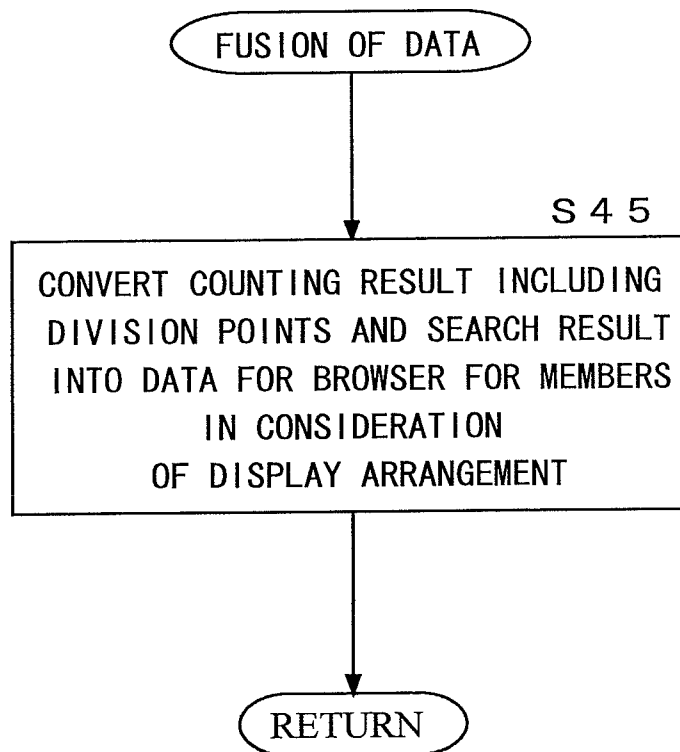 FUSION OF DATA
S45
CONVERT COUNTING RESULT INCLUDING
DIVISION POINTS AND SEARCH RESULT
INTO DATA FOR BROWSER FOR MEMBERS
IN CONSIDERATION
OF DISPLAY ARRANGEMENT
RETURN